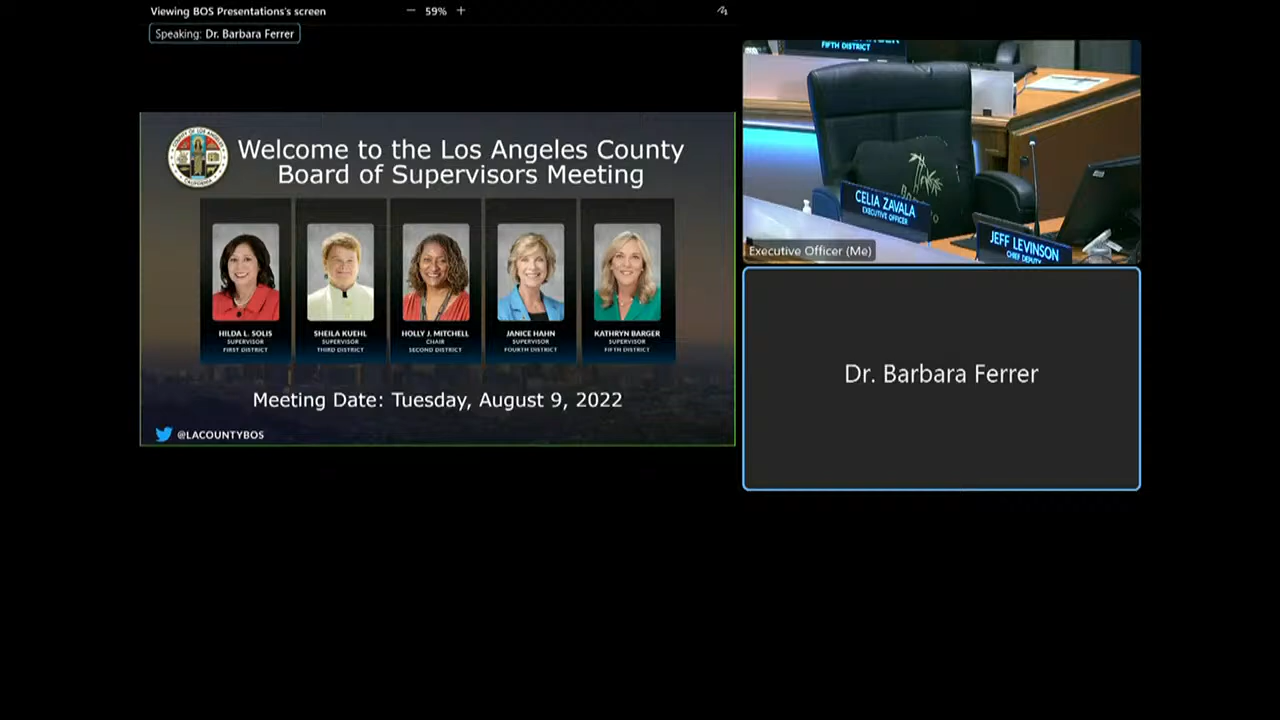 Viewing BOS Presentations's screen
59%
Speaking: Dr. Barbara Ferrer
Welcome to the Los Angeles County
Board of Supervisors Meeting
HILDA L. SOLIS
SUPERVISOR
FIRST DISTRICT
SHEILA KUEHL
SUPERVISOR
THIRD DISTRICT
HOLLY J. MITCHELL
CHAIR
SECOND DISTRICT
JANICE HAHN
SUPERVISOR
FOURTH DISTRICT
KATHRYN BARGER
SUPERVISOR
FIFTH DISTRICT
Meeting Date: Tuesday, August 9, 2022
@LACOUNTYBOS
FIFTH DISTRICT
CELIA ZAVALA
EXECUTIVE OFFICER
JEFF LEVINSON
CHIEF DEPUTY
Executive Officer (Me)
Dr. Barbara Ferrer